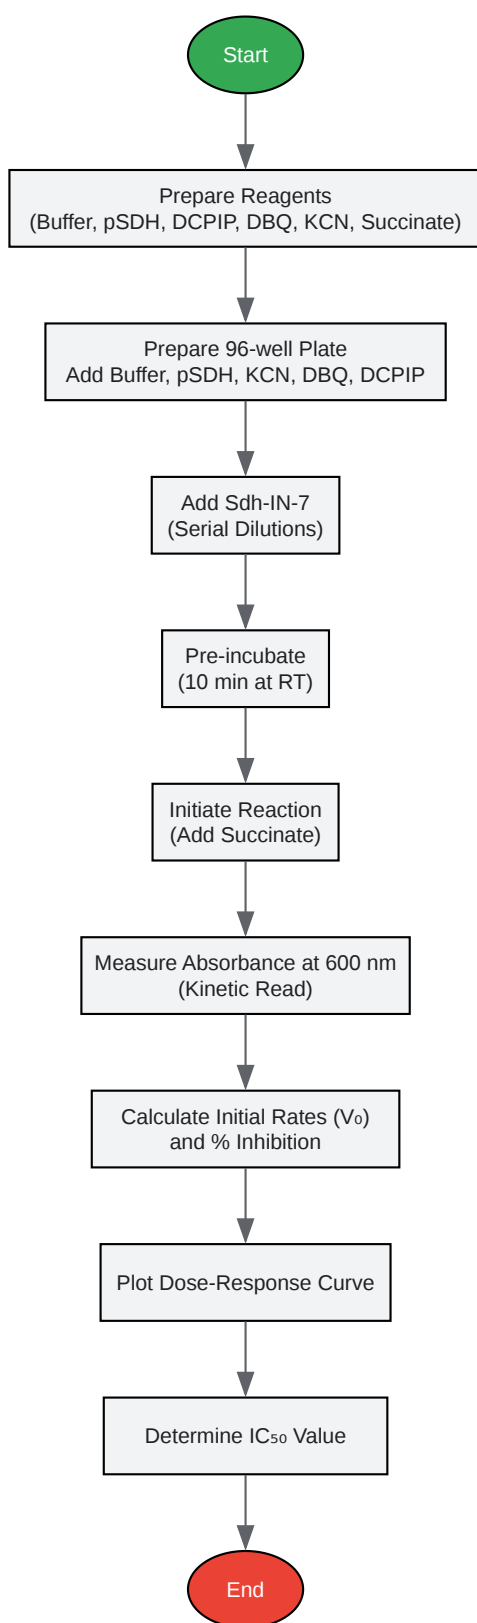 Start
Prepare Reagents
(Buffer, pSDH, DCPIP, DBQ, KCN, Succinate)
Prepare 96-well Plate
Add Buffer, pSDH, KCN, DBQ, DCPIP
Add Sdh-IN-7
(Serial Dilutions)
Pre-incubate
(10 min at RT)
Initiate Reaction
(Add Succinate)
Measure Absorbance at 600 nm
(Kinetic Read)
Calculate Initial Rates (V₀)
and % Inhibition
Plot Dose-Response Curve
Determine IC₅₀ Value
End